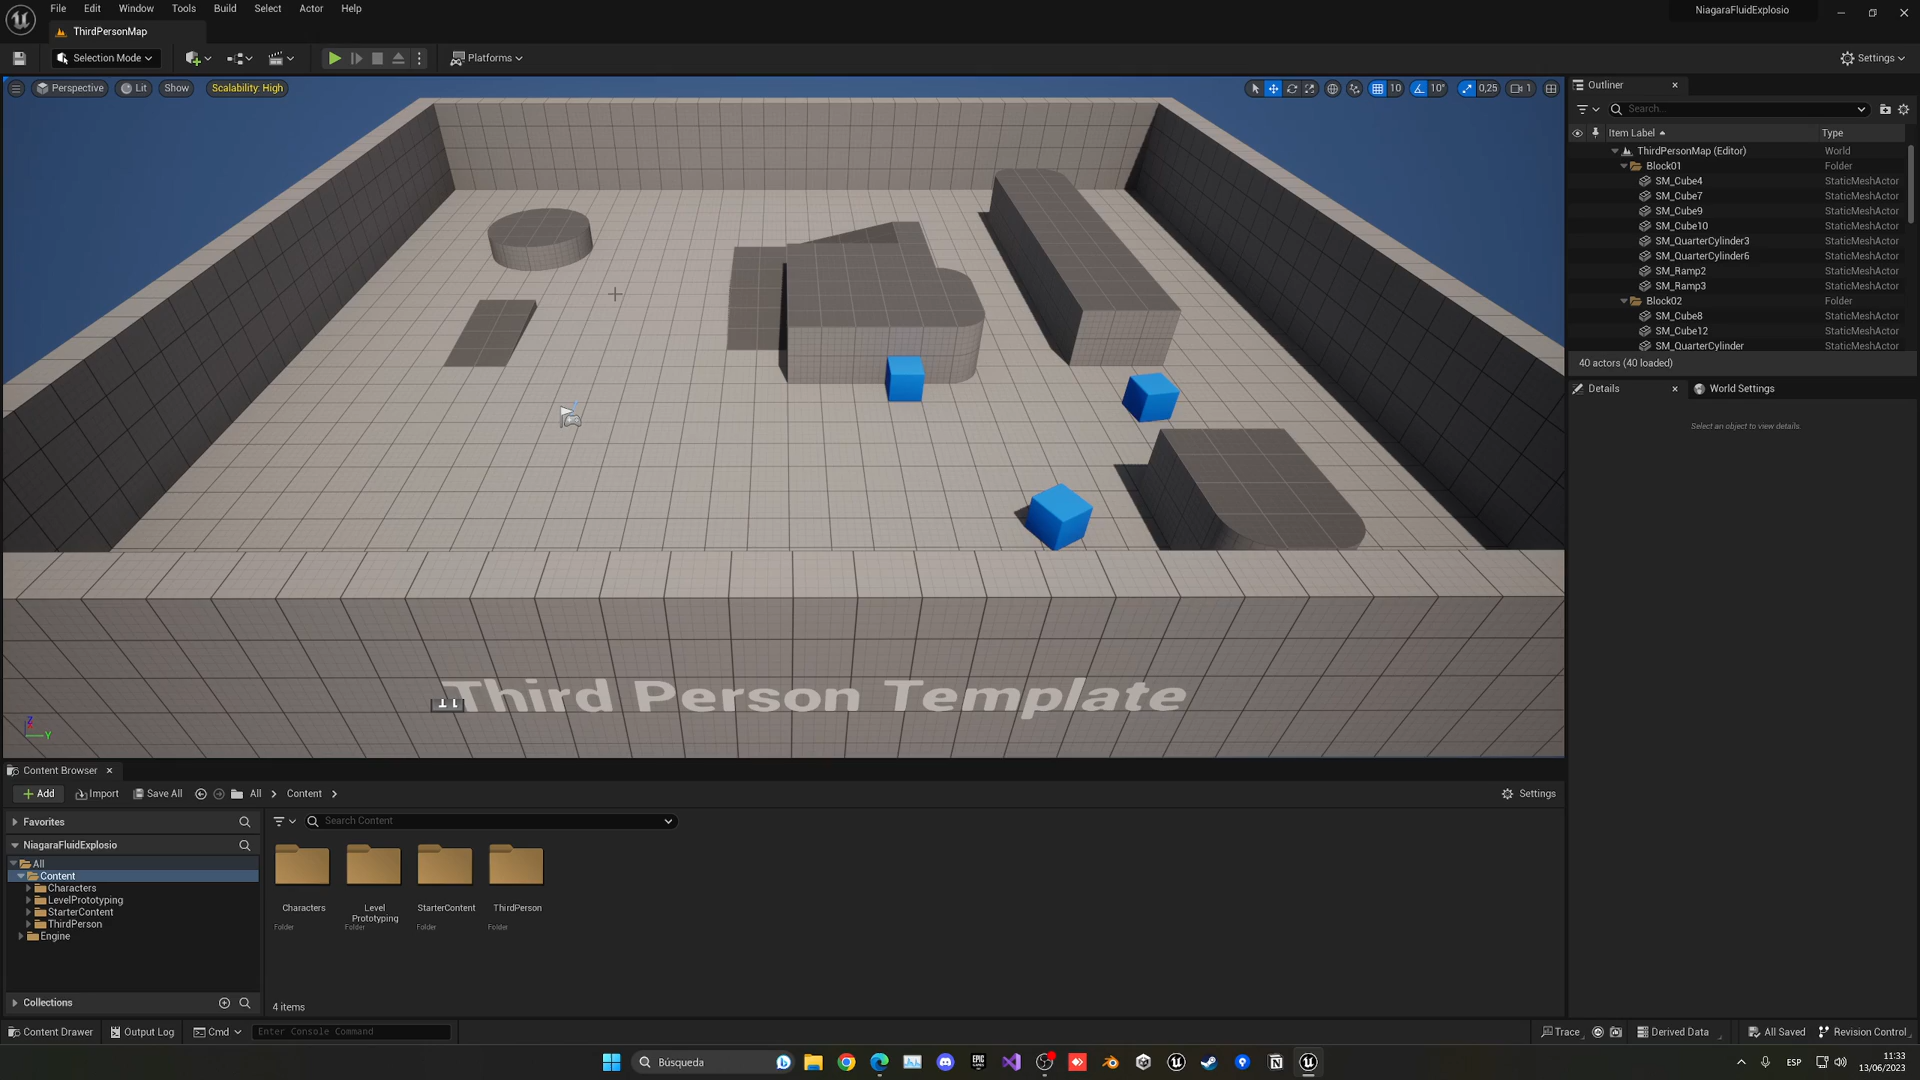 File Edit Window Tools Build Select Actor Help
NiagaraFluidExplosio
ThirdPersonMap
Selection Mode
Platforms
Settings
Perspective
Lit
Show
Scalability: High
10
10°
0,25
1
Third Person Template
Z
Y
Outliner
Search...
Item Label
Type
ThirdPersonMap (Editor) World
Block01 Folder
SM_Cube4 StaticMeshActor
SM_Cube7 StaticMeshActor
SM_Cube9 StaticMeshActor
SM_Cube10 StaticMeshActor
SM_QuarterCylinder3 StaticMeshActor
SM_QuarterCylinder6 StaticMeshActor
SM_Ramp2 StaticMeshActor
SM_Ramp3 StaticMeshActor
Block02 Folder
SM_Cube8 StaticMeshActor
SM_Cube12 StaticMeshActor
SM_QuarterCylinder StaticMeshActor
40 actors (40 loaded)
Details
World Settings
Select an object to view details.
Content Browser
Add
Import
Save All
All
Content
Settings
Favorites
NiagaraFluidExplosio
All
Content
Characters
LevelPrototyping
StarterContent
ThirdPerson
Engine
Collections
Search Content
Characters
Folder
Level
Prototyping
Folder
StarterContent
Folder
ThirdPerson
Folder
4 items
Content Drawer
Output Log
Cmd
Enter Console Command
Trace
Derived Data
All Saved
Revision Control
Búsqueda
EPIC
GAMES
ESP
11:33
13/06/2023